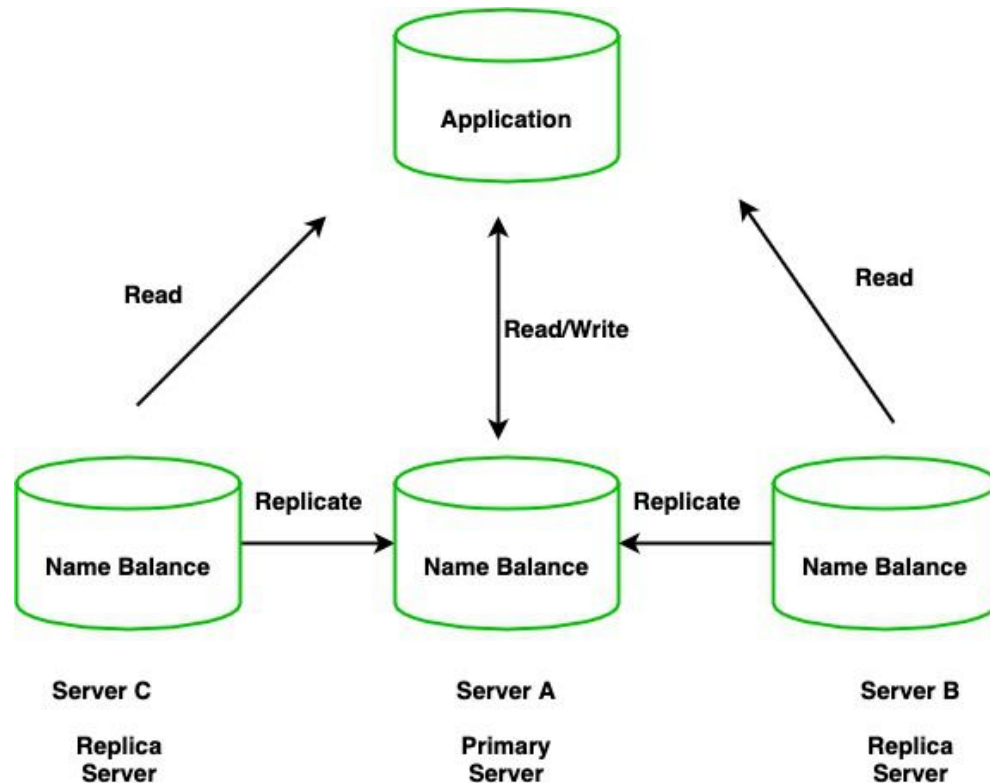 Application
Read
Read
Read/Write
Replicate
Replicate
Name Balance
Name Balance
Name Balance
Server C
Server A
Server B
Replica
Server
Primary
Server
Replica
Server